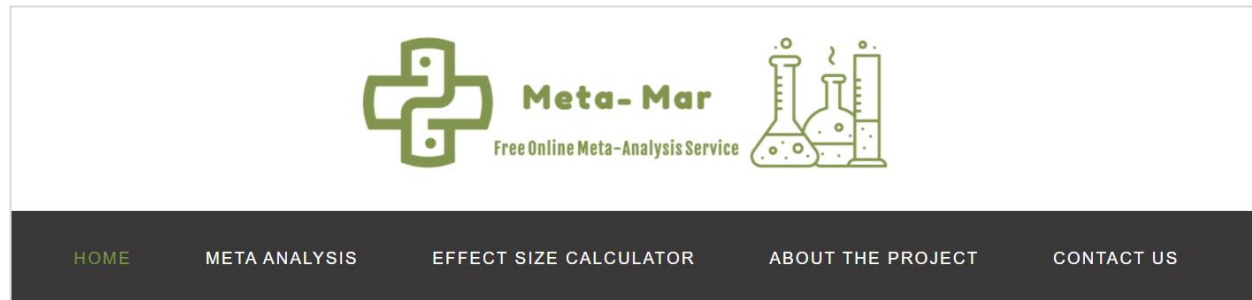 Meta-Mar
Free Online Meta-Analysis Service
HOME META ANALYSIS EFFECT SIZE CALCULATOR ABOUT THE PROJECT CONTACT US